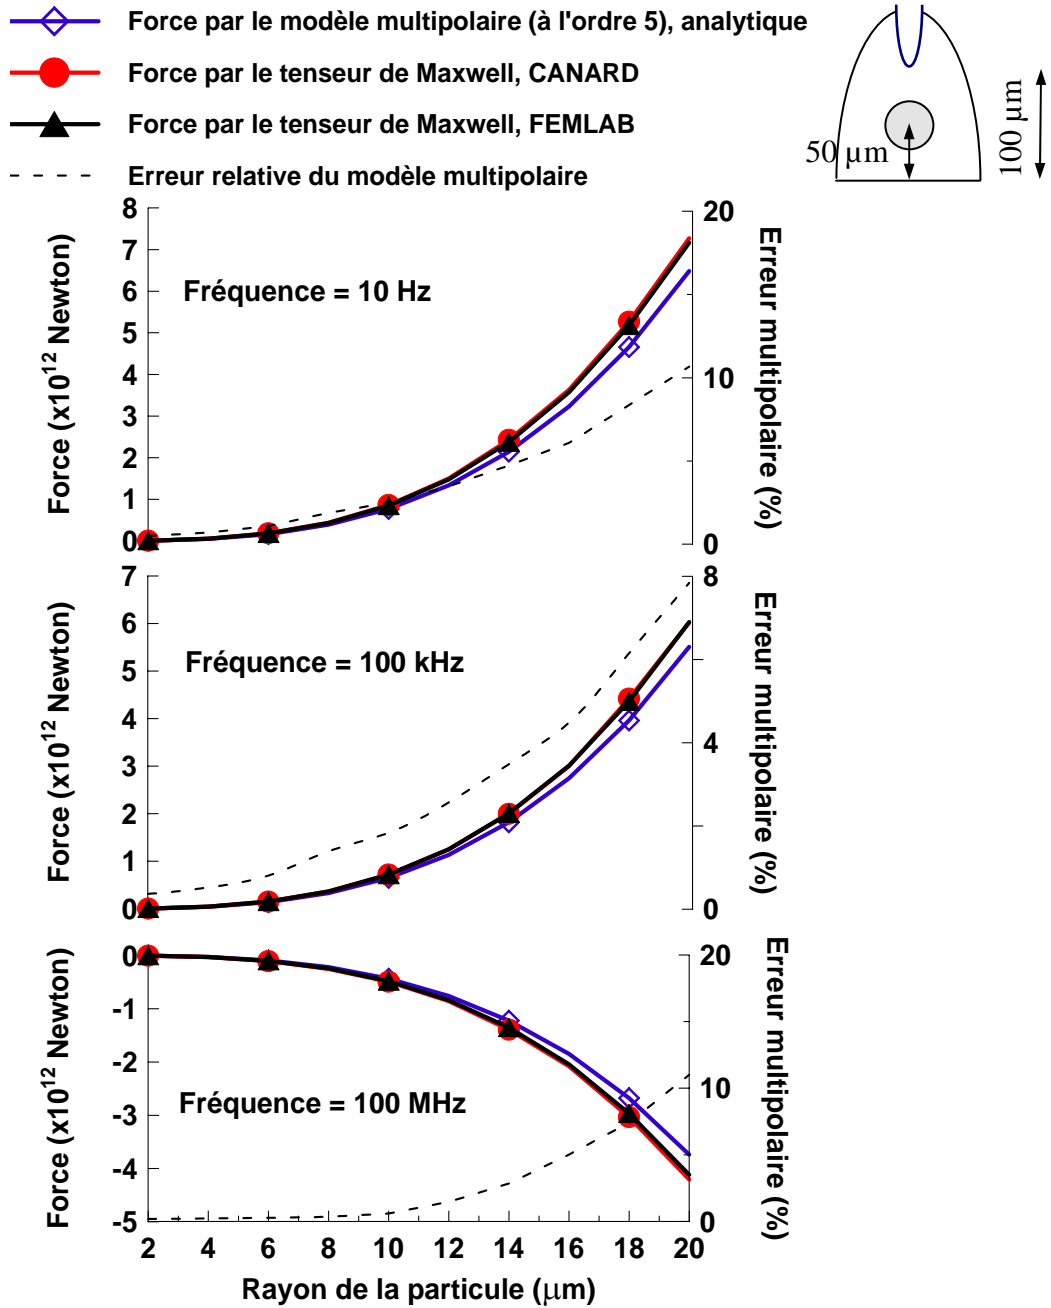 Force par le modèle multipolaire (à l'ordre 5), analytique
Force par le tenseur de Maxwell, CANARD
Force par le tenseur de Maxwell, FEMLAB
Erreur relative du modèle multipolaire
50 µm
100 µm
8
7
6
5
4
3
2
1
0
Force (x10¹² Newton)
Fréquence = 10 Hz
20
10
0
Erreur multipolaire (%)
7
6
5
4
3
2
1
0
Force (x10¹² Newton)
Fréquence = 100 kHz
8
4
0
Erreur multipolaire (%)
0
-1
-2
-3
-4
-5
Force (x10¹² Newton)
Fréquence = 100 MHz
20
10
0
Erreur multipolaire (%)
2 4 6 8 10 12 14 16 18 20
Rayon de la particule (µm)